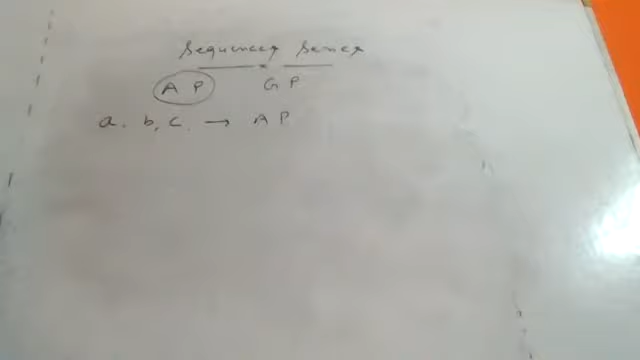 Sequences Series
A P G P
a, b, c. → A P